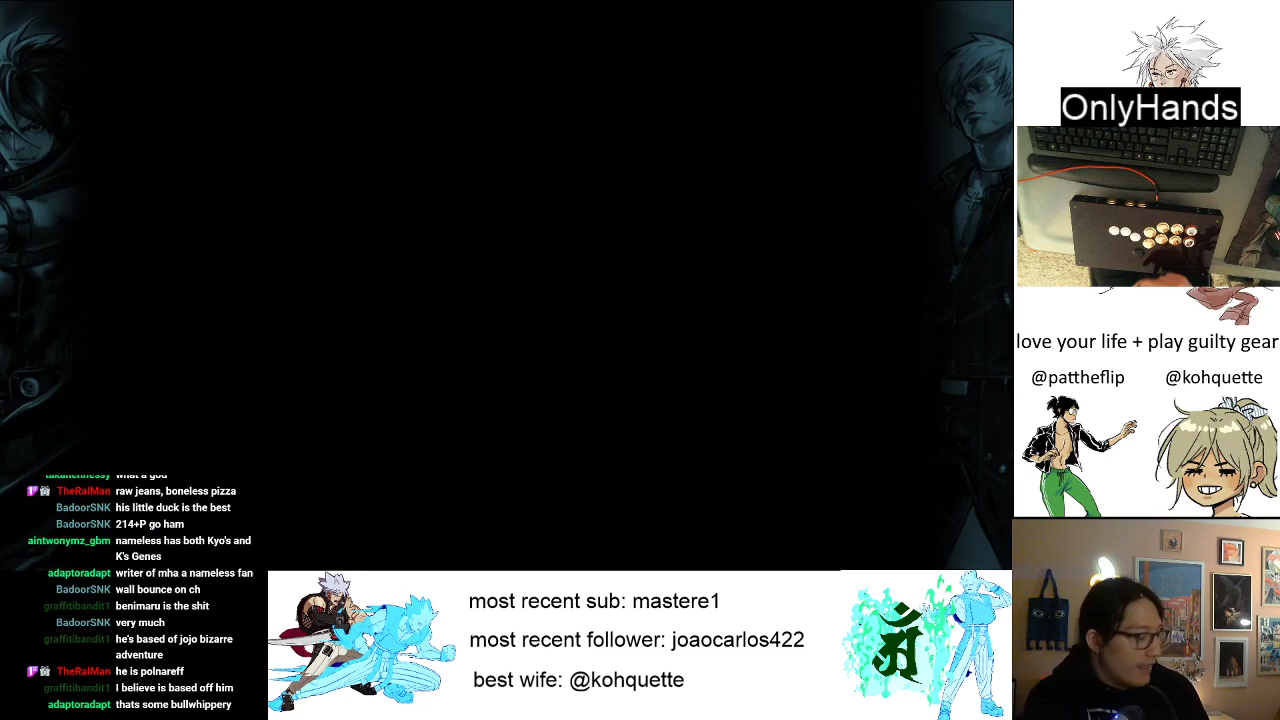 OnlyHands
love your life + play guilty gear
@pattheflip
@kohquette
takahennessy what a god
TheRalMan raw jeans, boneless pizza
BadoorSNK his little duck is the best
BadoorSNK 214+P go ham
aintwonymz_gbm nameless has both Kyo's and
K's Genes
adaptoradapt writer of mha a nameless fan
BadoorSNK wall bounce on ch
graffitibandit1 benimaru is the shit
BadoorSNK very much
graffitibandit1 he's based of jojo bizarre
adventure
TheRalMan he is polnareff
graffitibandit1 I believe is based off him
adaptoradapt thats some bullwhippery
most recent sub: mastere1
most recent follower: joaocarlos422
best wife: @kohquette